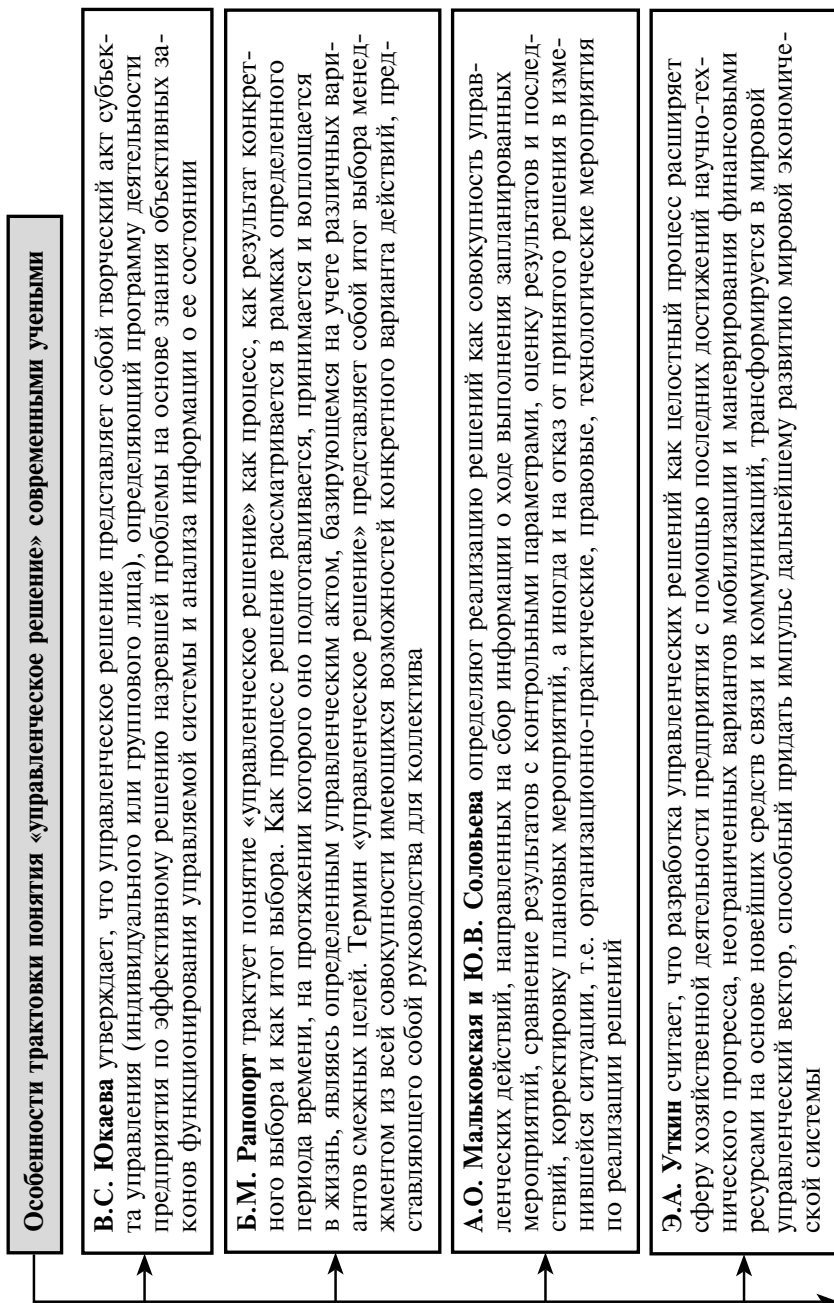 Особенности трактовки понятия «управленческое решение» современными учеными
В.С. Юкаева утверждает, что управленческое решение представляет собой творческий акт субъек-
та управления (индивидуального или группового лица), определяющий программу деятельности
предприятия по эффективному решению назревшей проблемы на основе знания объективных за-
конов функционирования управляемой системы и анализа информации о ее состоянии
Б.М. Рапопорт трактует понятие «управленческое решение» как процесс, как результат конкрет-
ного выбора и как итог выбора. Как процесс решение рассматривается в рамках определенного
периода времени, на протяжении которого оно подготавливается, принимается и воплощается
в жизнь, являясь определенным управленческим актом, базирующемся на учете различных вари-
антов смежных целей. Термин «управленческое решение» представляет собой итог выбора менед-
жментом из всей совокупности имеющихся возможностей конкретного варианта действий, пред-
ставляющего собой руководства для коллектива
А.О. Мальковская и Ю.В. Соловьева определяют реализацию решений как совокупность управ-
ленческих действий, направленных на сбор информации о ходе выполнения запланированных
мероприятий, сравнение результатов с контрольными параметрами, оценку результатов и послед-
ствий, корректировку плановых мероприятий, а иногда и на отказ от принятого решения в изме-
нившейся ситуации, т.е. организационно-практические, правовые, технологические мероприятия
по реализации решений
Э.А. Уткин считает, что разработка управленческих решений как целостный процесс расширяет
сферу хозяйственной деятельности предприятия с помощью последних достижений научно-тех-
нического прогресса, неограниченных вариантов мобилизации и маневрирования финансовыми
ресурсами на основе новейших средств связи и коммуникаций, трансформируется в мировой
управленческий вектор, способный придать импульс дальнейшему развитию мировой экономиче-
ской системы